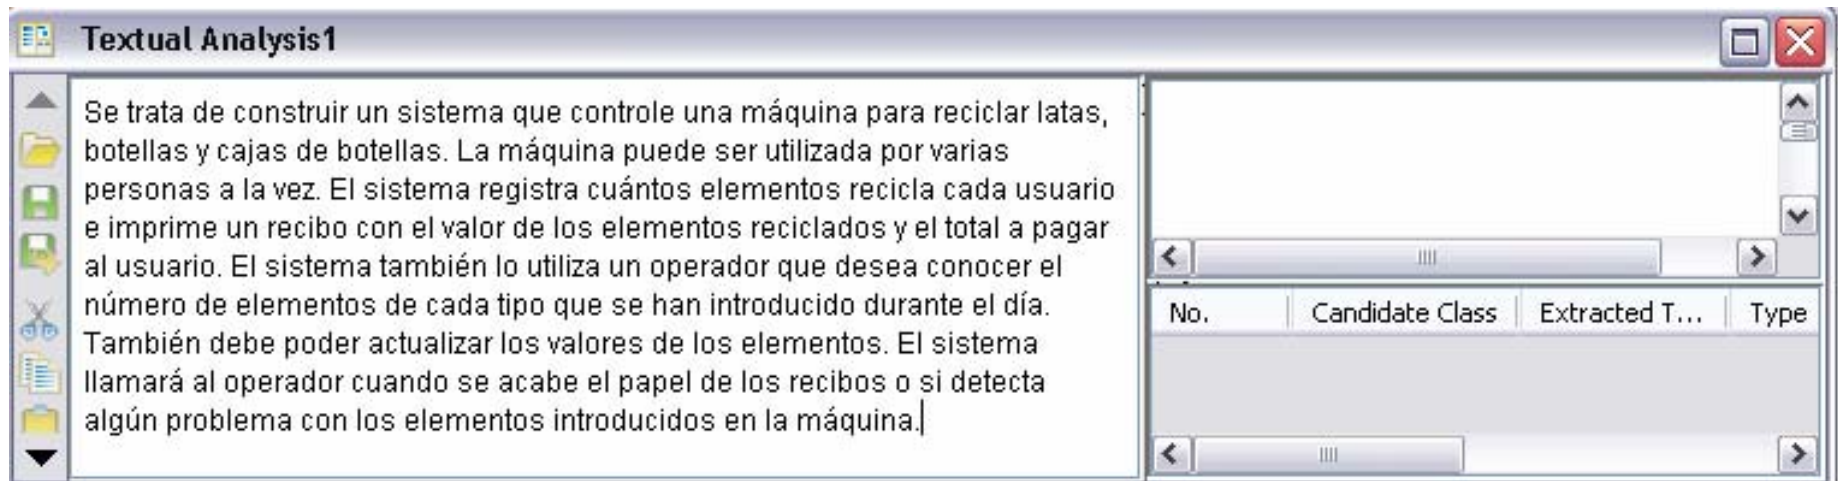 Textual Analysis1
Se trata de construir un sistema que controle una máquina para reciclar latas,
botellas y cajas de botellas. La máquina puede ser utilizada por varias
personas a la vez. El sistema registra cuántos elementos recicla cada usuario
e imprime un recibo con el valor de los elementos reciclados y el total a pagar
al usuario. El sistema también lo utiliza un operador que desea conocer el
número de elementos de cada tipo que se han introducido durante el día.
También debe poder actualizar los valores de los elementos. El sistema
llamará al operador cuando se acabe el papel de los recibos o si detecta
algún problema con los elementos introducidos en la máquina.
No. Candidate Class Extracted T... Type